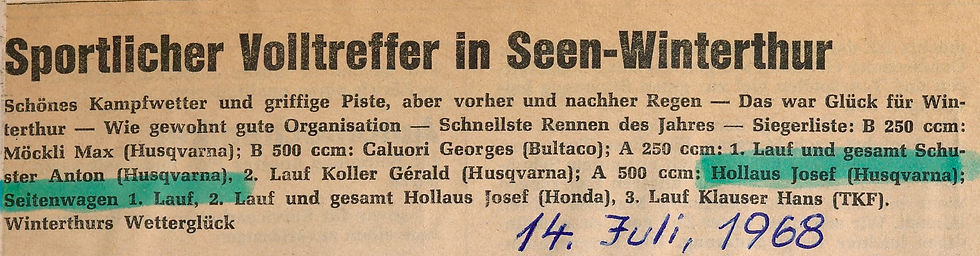 Sportlicher Volltreffer in Seen-Winterthur
Schönes Kampfwetter und griffige Piste, aber vorher und nachher Regen — Das war Glück für Win-
terthur — Wie gewohnt gute Organisation — Schnellste Rennen des Jahres — Siegerliste: B 250 ccm:
Möckli Max (Husqvarna); B 500 ccm: Caluori Georges (Bultaco); A 250 ccm: 1. Lauf und gesamt Schu-
ster Anton (Husqvarna), 2. Lauf Koller Gérald (Husqvarna); A 500 ccm: Hollaus Josef (Husqvarna);
Seitenwagen 1. Lauf, 2. Lauf und gesamt Hollaus Josef (Honda), 3. Lauf Klauser Hans (TKF).
Winterthurs Wetterglück
14. Juli, 1968